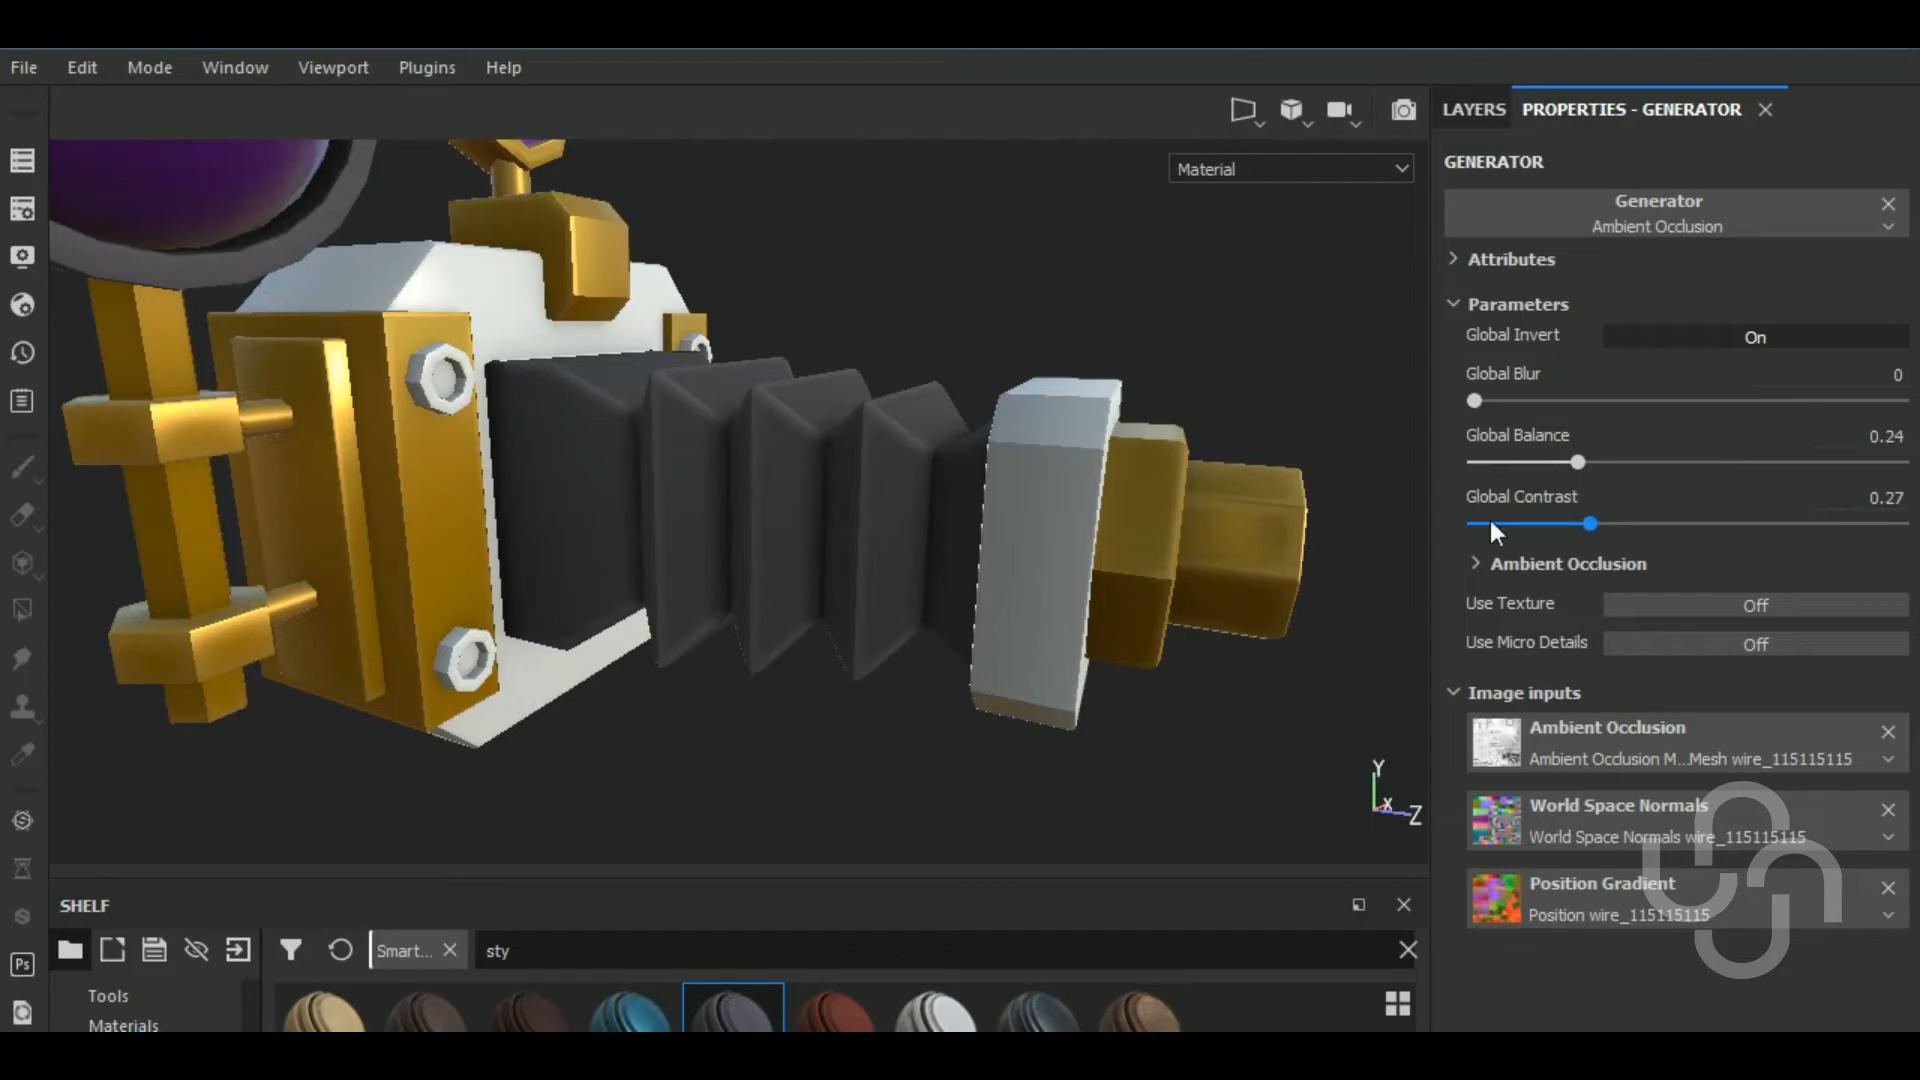 File Edit Mode Window Viewport Plugins Help
LAYERS PROPERTIES - GENERATOR
Material
GENERATOR
Generator
Ambient Occlusion
Attributes
Parameters
Global Invert On
Global Blur 0
Global Balance 0.24
Global Contrast 0.27
Ambient Occlusion
Use Texture Off
Use Micro Details Off
Image inputs
Ambient Occlusion
Ambient Occlusion M...Mesh wire_115115115
World Space Normals
World Space Normals wire_115115115
Position Gradient
Position wire_115115115
Y
X
Z
SHELF
Smart... sty
Ps
Tools
Materials